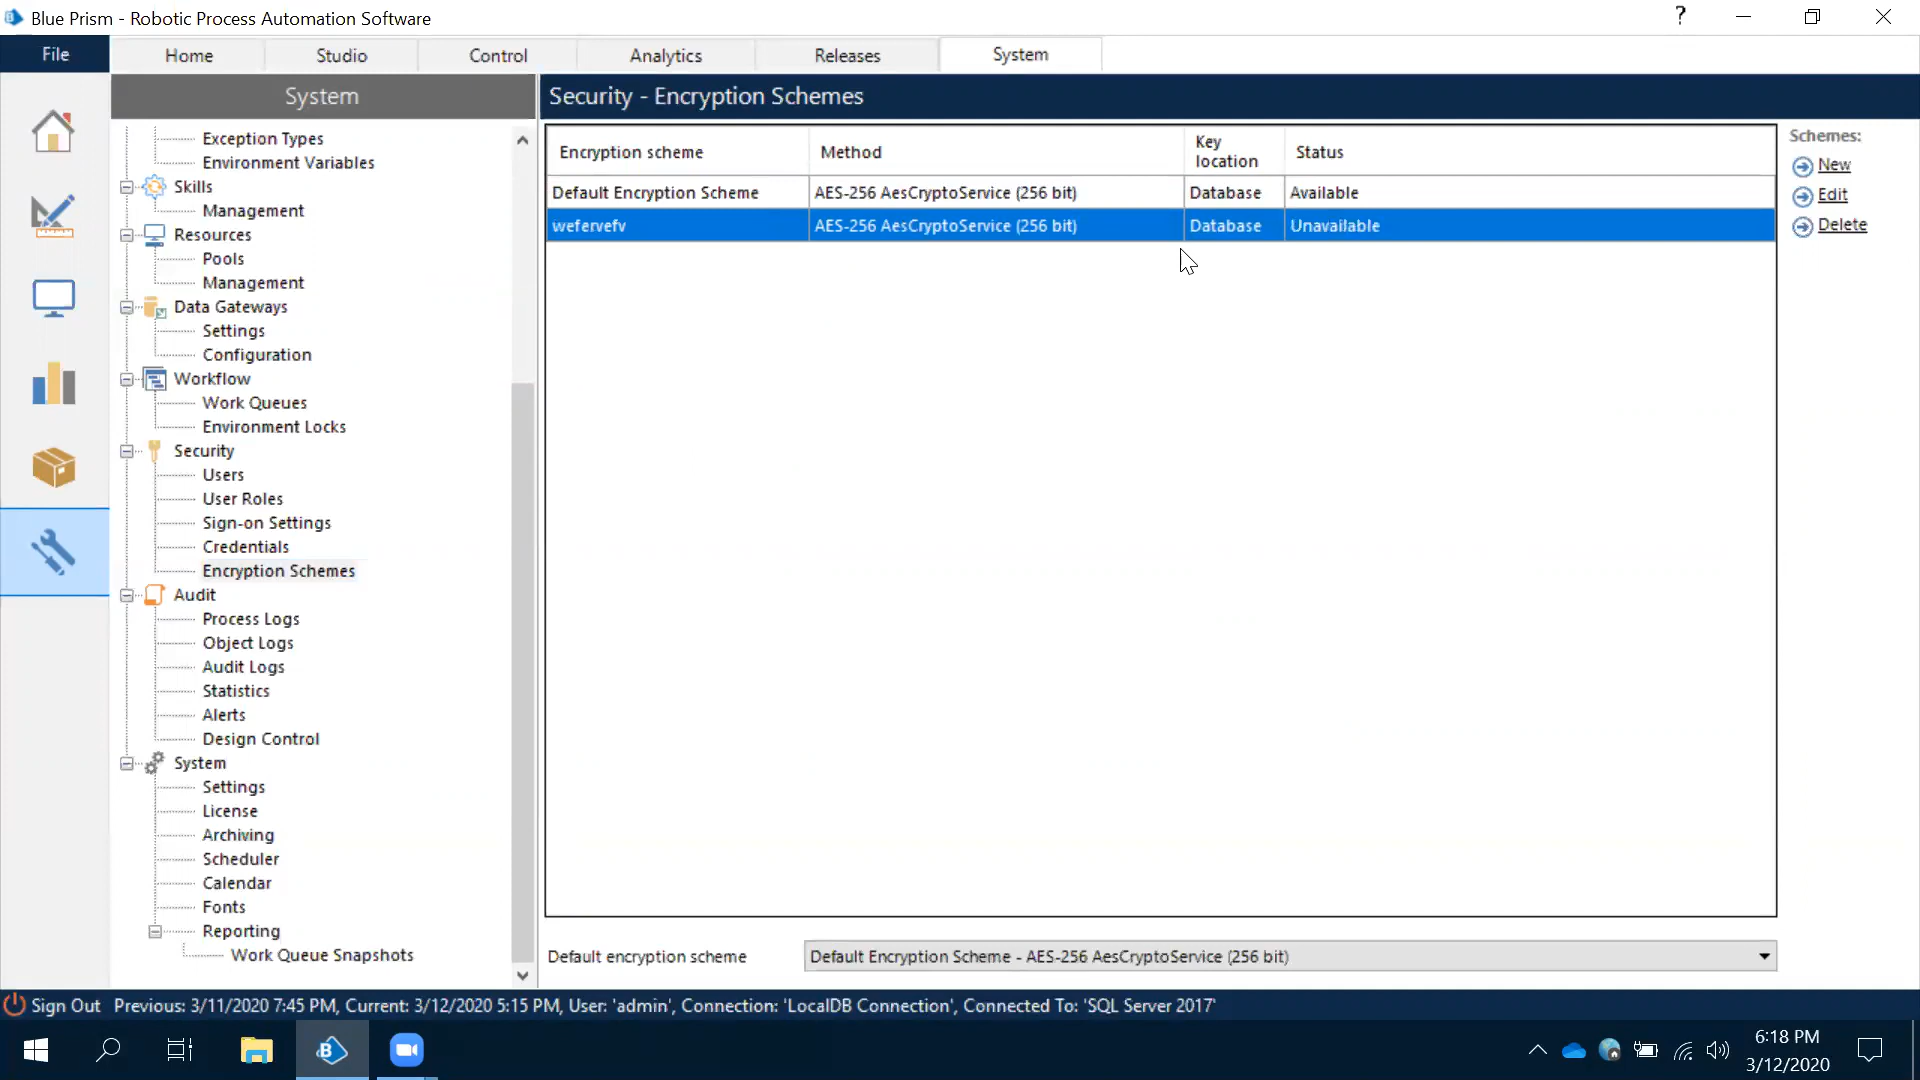 Blue Prism - Robotic Process Automation Software
?
File
Home
Studio
Control
Analytics
Releases
System
System
Exception Types
Environment Variables
Skills
Management
Resources
Pools
Management
Data Gateways
Settings
Configuration
Workflow
Work Queues
Environment Locks
Security
Users
User Roles
Sign-on Settings
Credentials
Encryption Schemes
Audit
Process Logs
Object Logs
Audit Logs
Statistics
Alerts
Design Control
System
Settings
License
Archiving
Scheduler
Calendar
Fonts
Reporting
Work Queue Snapshots
Security - Encryption Schemes
Encryption scheme Method Key location Status
Default Encryption Scheme AES-256 AesCryptoService (256 bit) Database Available
wefervefv AES-256 AesCryptoService (256 bit) Database Unavailable
Schemes:
New
Edit
Delete
Default encryption scheme Default Encryption Scheme - AES-256 AesCryptoService (256 bit)
Sign Out Previous: 3/11/2020 7:45 PM, Current: 3/12/2020 5:15 PM, User: 'admin', Connection: 'LocalDB Connection', Connected To: 'SQL Server 2017'
B
6:18 PM
3/12/2020